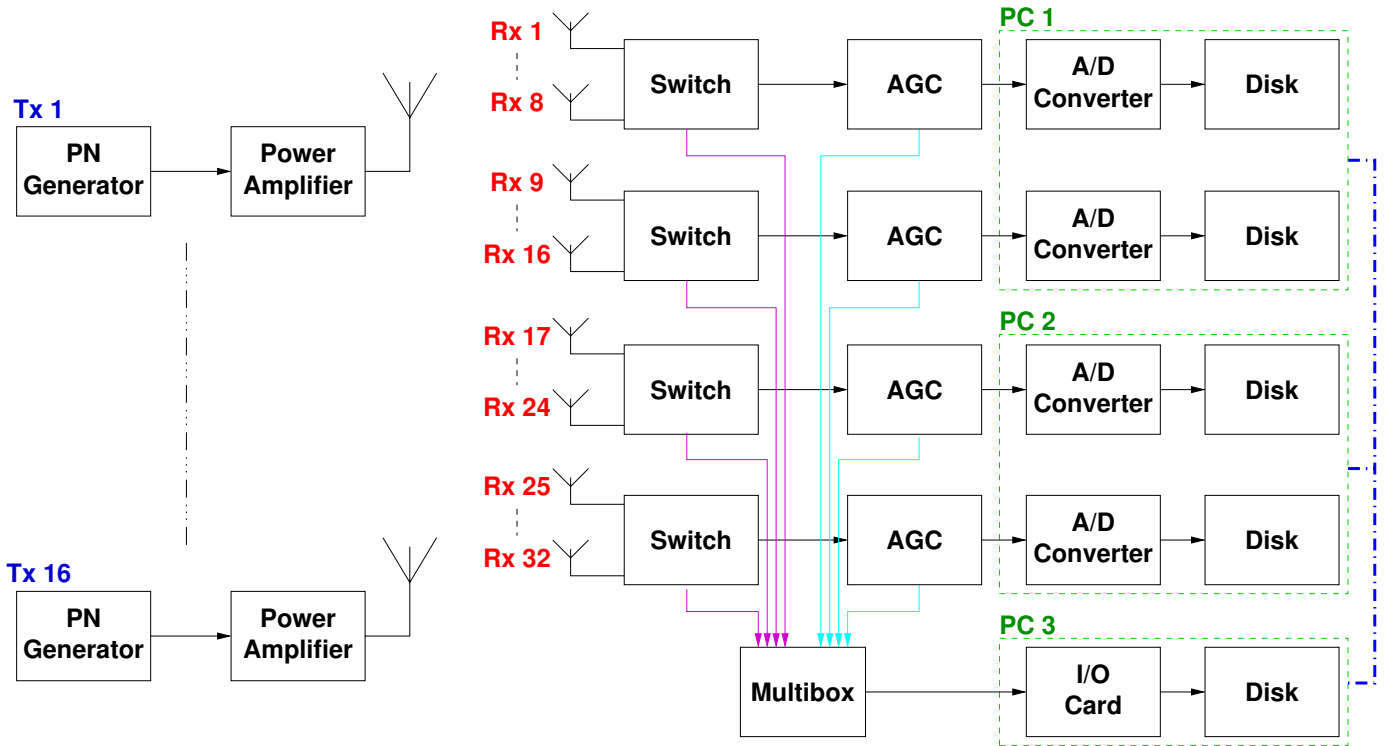 Tx 1
PN
Generator
Power
Amplifier
Tx 16
PN
Generator
Power
Amplifier
Rx 1
Rx 8
Switch
AGC
PC 1
A/D
Converter
Disk
Rx 9
Rx 16
Switch
AGC
A/D
Converter
Disk
Rx 17
Rx 24
Switch
AGC
PC 2
A/D
Converter
Disk
Rx 25
Rx 32
Switch
AGC
A/D
Converter
Disk
Multibox
PC 3
I/O
Card
Disk